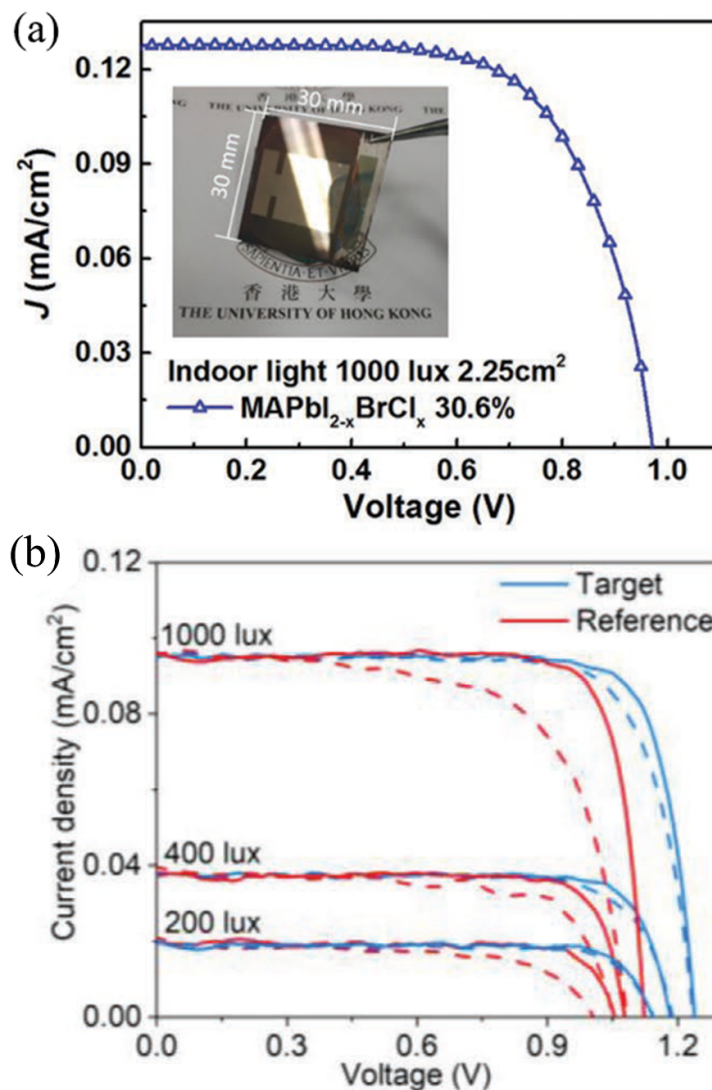 (a)
0.12
0.09
0.06
0.03
0.00
J (mA/cm²)
香 港 大 學
THE UNIVERSITY OF HONG KONG
30 mm
30 mm
H
SAPIENTIA·ET·VIRTUS
香 港 大 學
THE UNIVERSITY OF HONG KONG
Indoor light 1000 lux 2.25cm²
MAPbI₂₋ₓBrClₓ 30.6%
0.0 0.2 0.4 0.6 0.8 1.0
Voltage (V)
(b)
0.12
0.08
0.04
0.00
Current density (mA/cm²)
Target
Reference
1000 lux
400 lux
200 lux
0.0 0.3 0.6 0.9 1.2
Voltage (V)